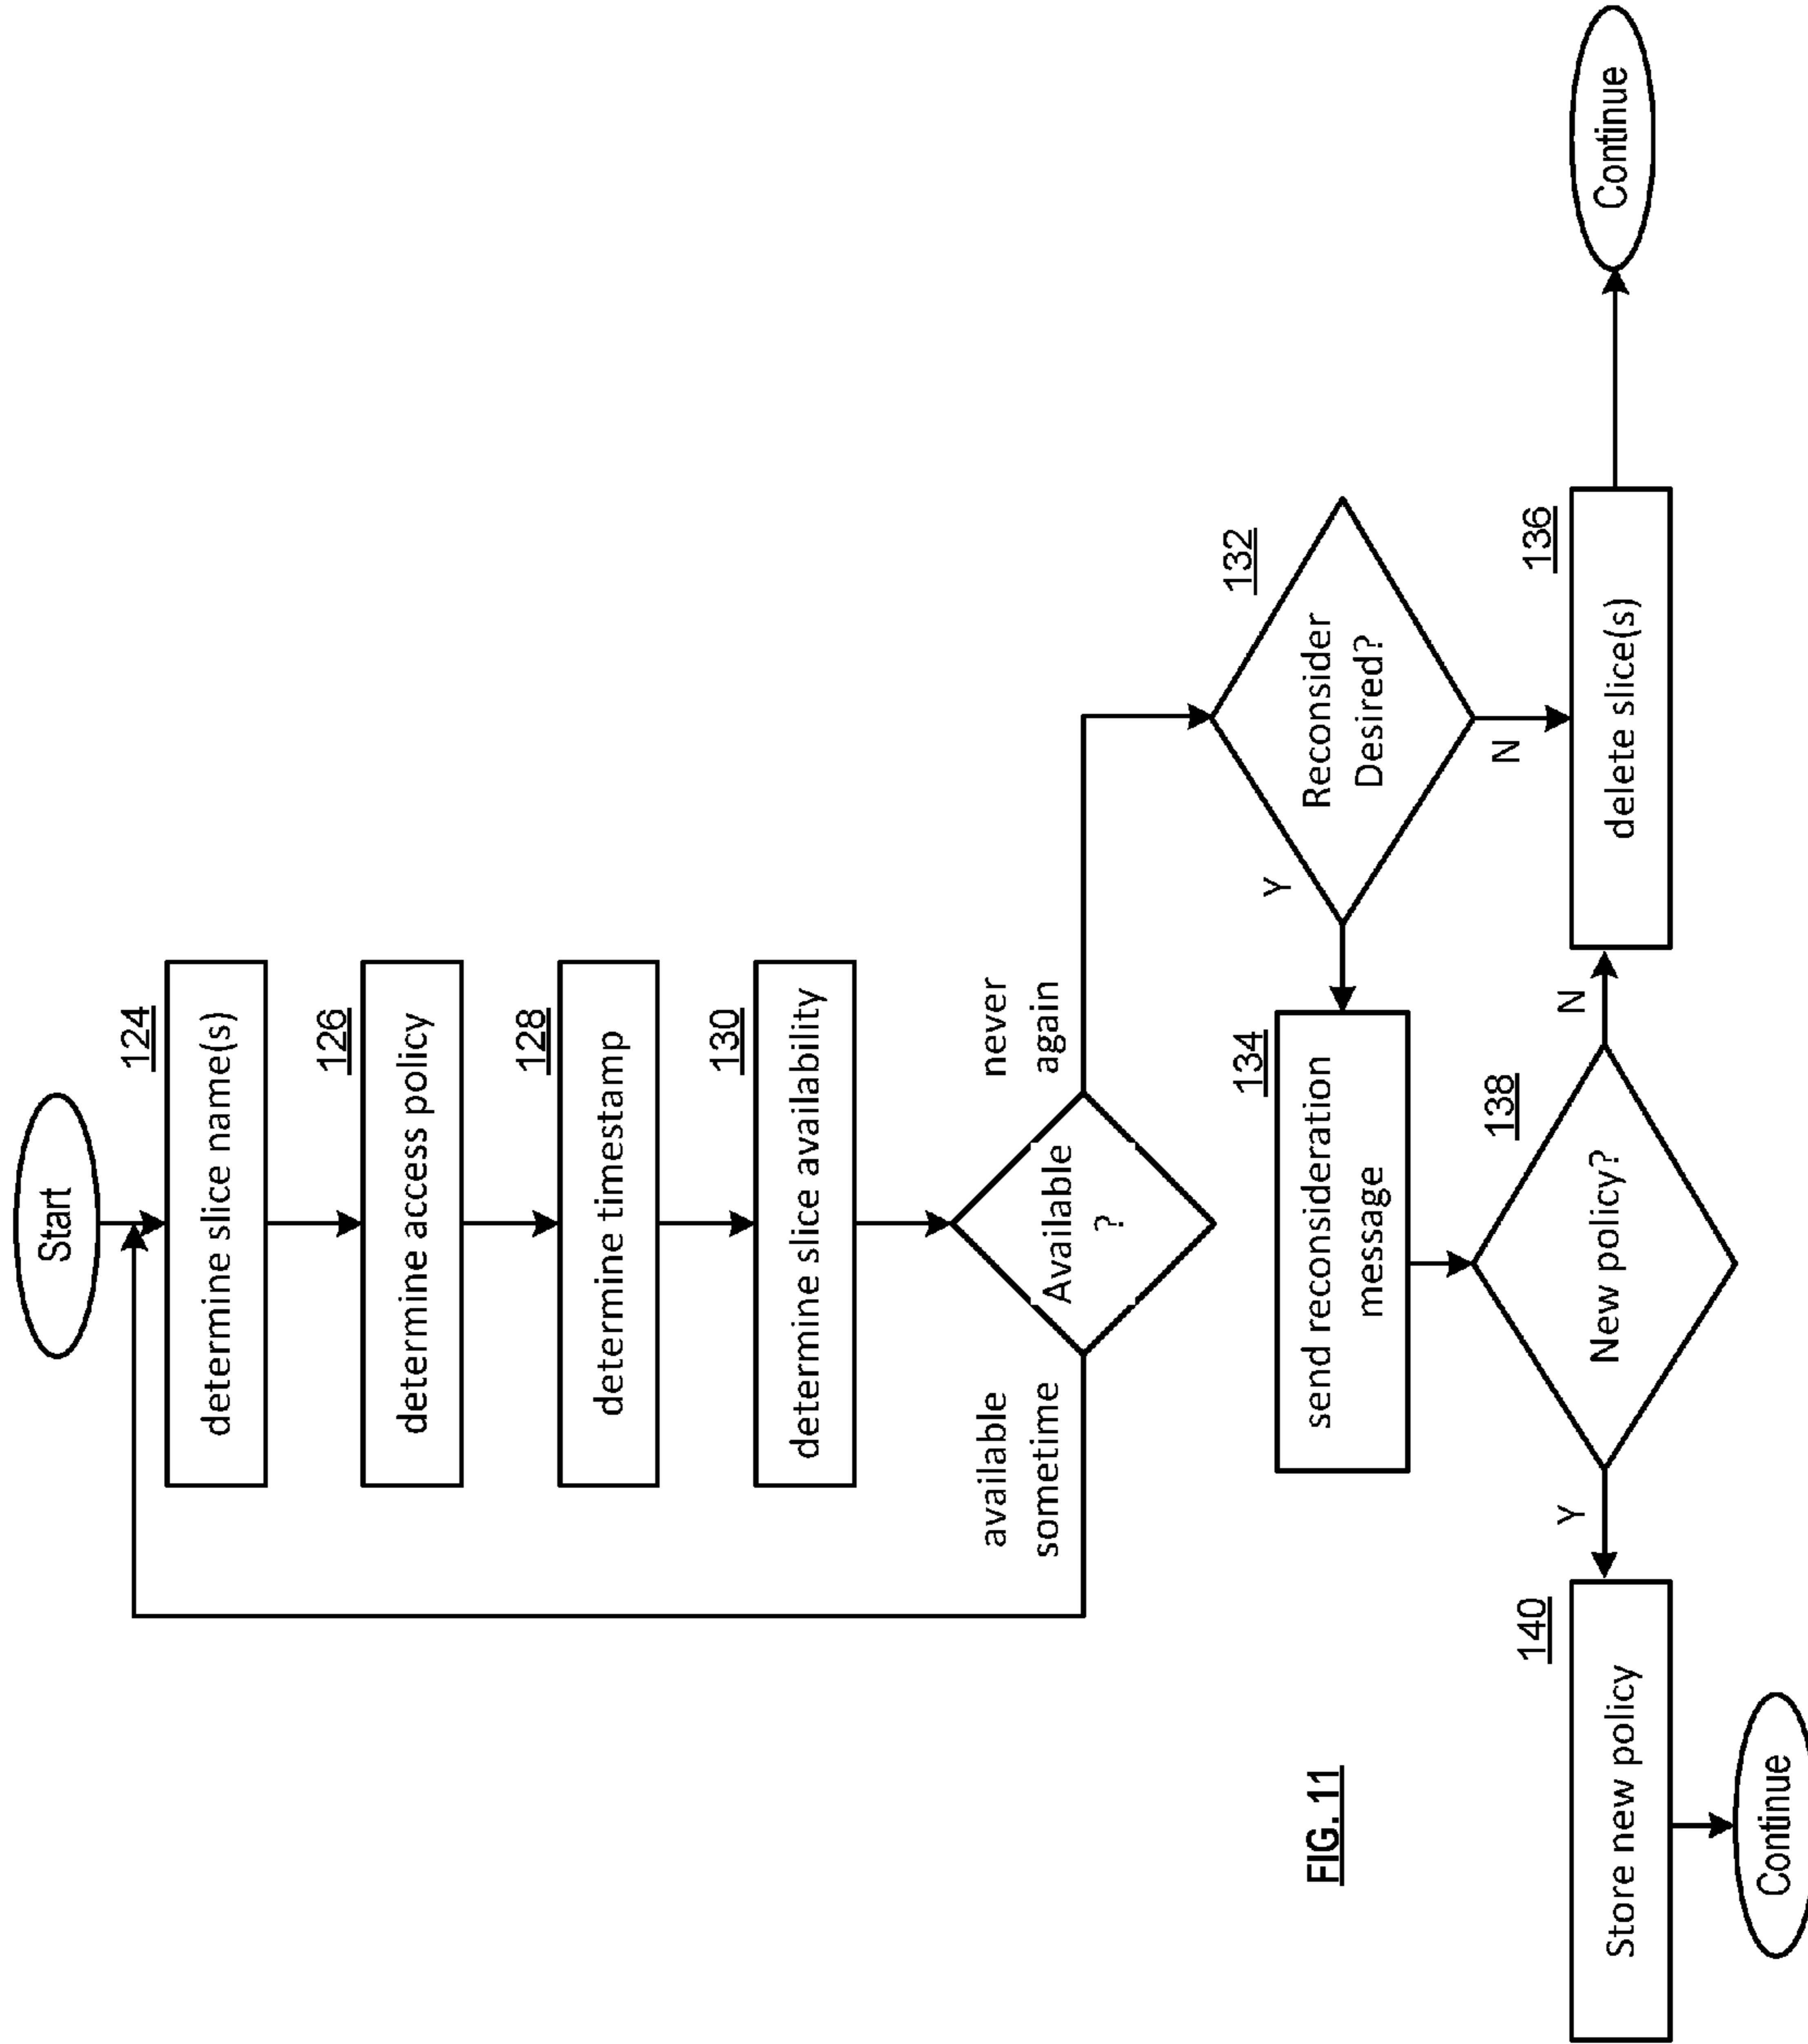 Start
124
determine slice name(s)
126
determine access policy
128
determine timestamp
130
determine slice availability
Available
?
available
sometime
never
again
132
Reconsider
Desired?
Y
N
134
send reconsideration
message
136
delete slice(s)
Continue
138
New policy?
Y
N
140
Store new policy
Continue
FIG.11